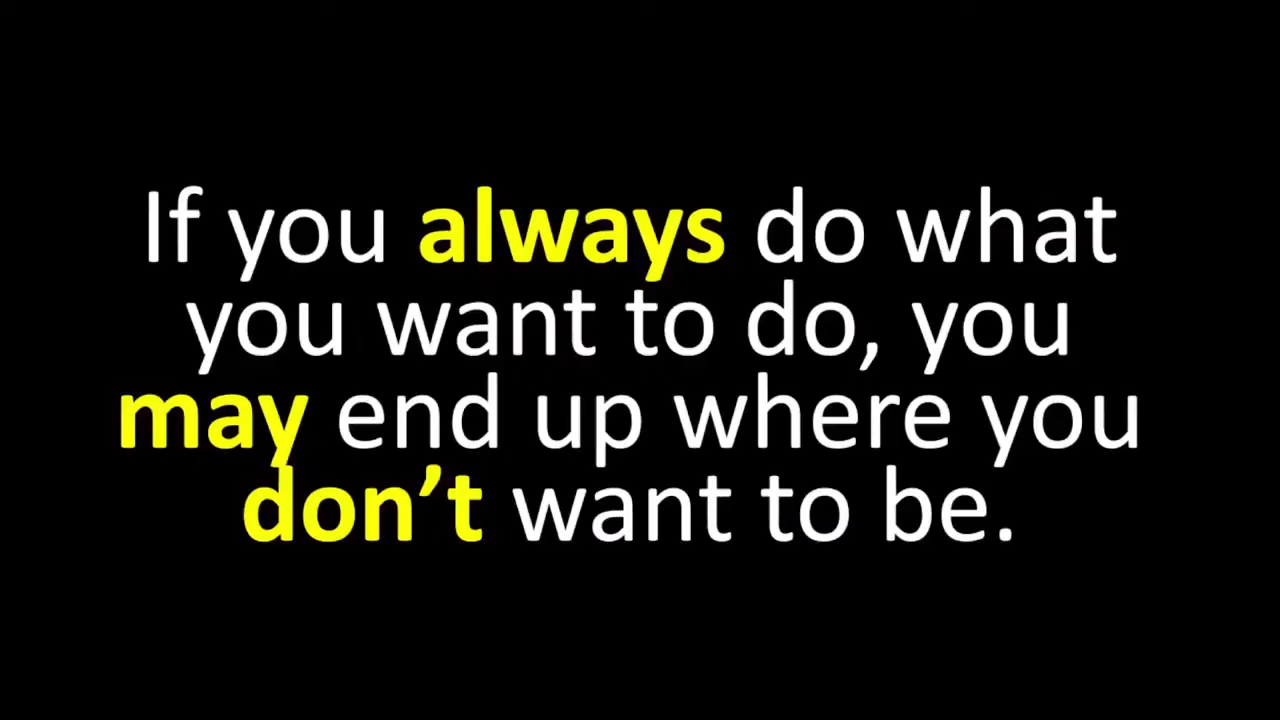 If you always do what
you want to do, you
may end up where you
don’t want to be.